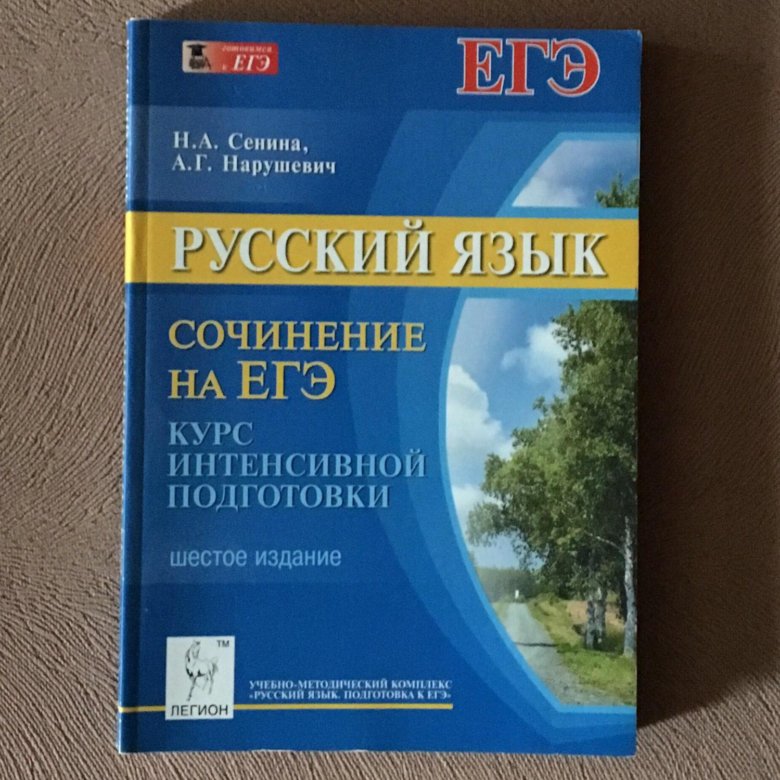 готовимся
к ЕГЭ
ЕГЭ
Н.А. Сенина,
А.Г. Нарушевич
РУССКИЙ ЯЗЫК
СОЧИНЕНИЕ
НА ЕГЭ
КУРС
ИНТЕНСИВНОЙ
ПОДГОТОВКИ
шестое издание
TM
ЛЕГИОН
УЧЕБНО-МЕТОДИЧЕСКИЙ КОМПЛЕКС
«РУССКИЙ ЯЗЫК. ПОДГОТОВКА К ЕГЭ»